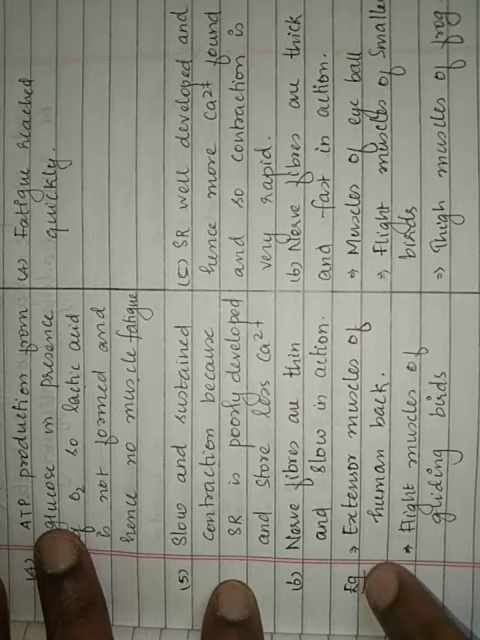 (4) ATP production from
glucose in presence
of O2 so lactic acid
is not formed and
hence no muscle fatigue
(5) Slow and sustained
contraction because
SR is poorly developed
and store less Ca2+
(6) Nerve fibres are thin
and slow in action.
Eg ⇒ Extensor muscles of
human back.
⇒ Flight muscles of
gliding birds
(4) Fatigue reached
quickly.
(5) SR well developed and
hence more Ca2+ found
and so contraction is
very rapid.
(6) Nerve fibres are thick
and fast in action.
⇒ Muscles of eye ball
⇒ Flight muscles of smaller
birds
⇒ Thigh muscles of frog.